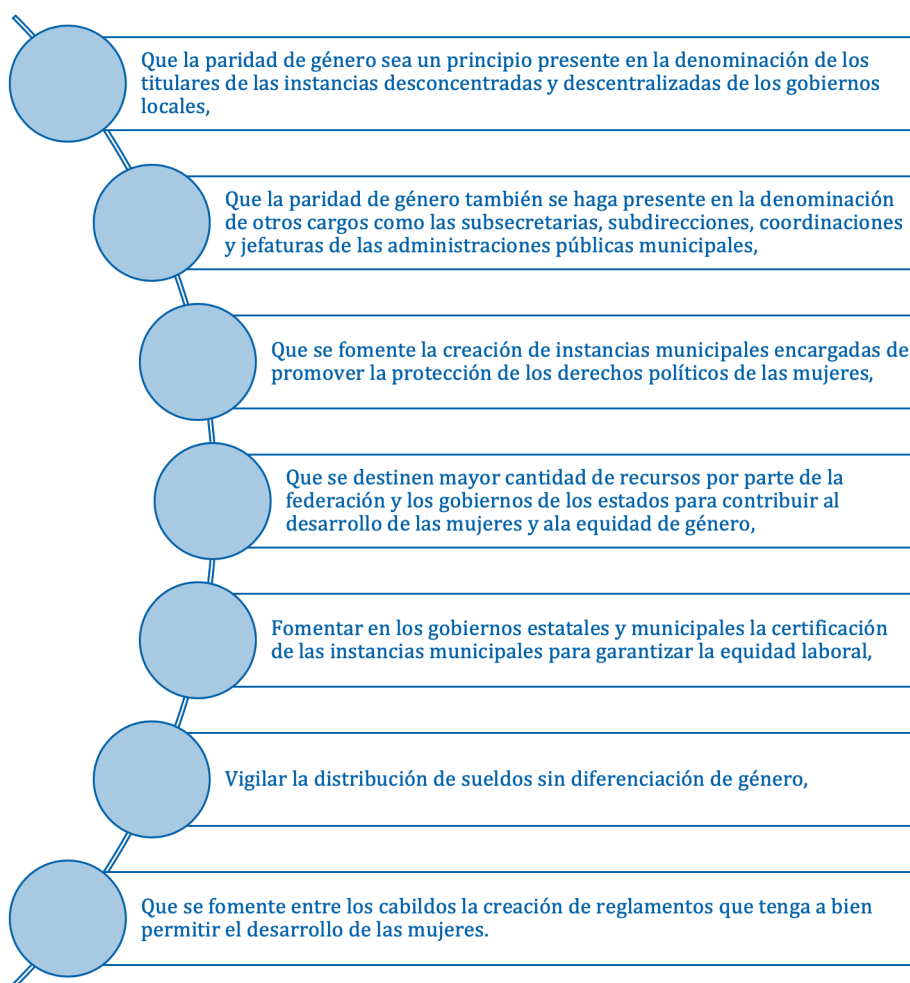 Que la paridad de género sea un principio presente en la denominación de los
titulares de las instancias desconcentradas y descentralizadas de los gobiernos
locales,
Que la paridad de género también se haga presente en la denominación
de otros cargos como las subsecretarias, subdirecciones, coordinaciones
y jefaturas de las administraciones públicas municipales,
Que se fomente la creación de instancias municipales encargadas de
promover la protección de los derechos políticos de las mujeres,
Que se destinen mayor cantidad de recursos por parte de la
federación y los gobiernos de los estados para contribuir al
desarrollo de las mujeres y ala equidad de género,
Fomentar en los gobiernos estatales y municipales la certificación
de las instancias municipales para garantizar la equidad laboral,
Vigilar la distribución de sueldos sin diferenciación de género,
Que se fomente entre los cabildos la creación de reglamentos que tenga a bien
permitir el desarrollo de las mujeres.